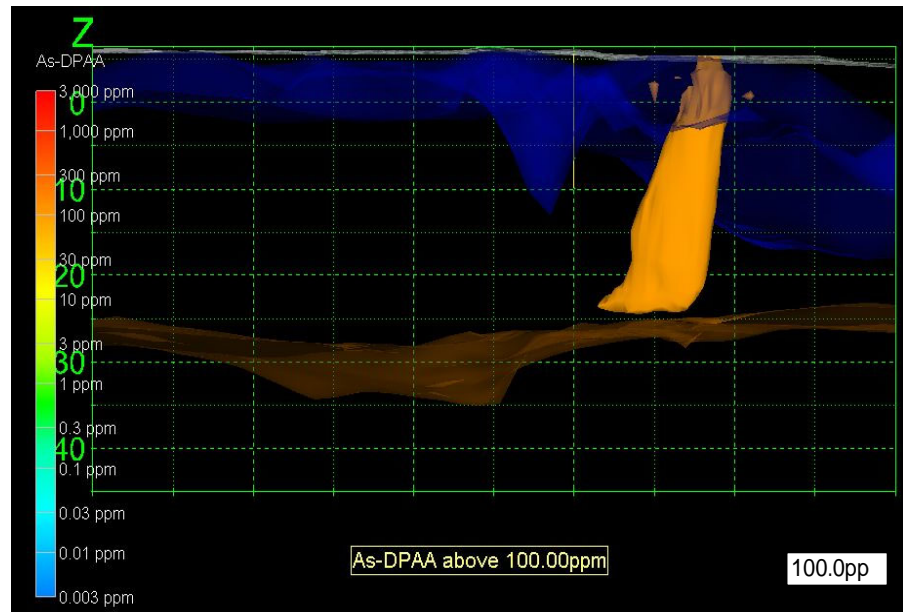 Z
As-DPAA
3,000 ppm
0
1,000 ppm
300 ppm
10
100 ppm
30 ppm
20
10 ppm
3 ppm
30
1 ppm
0.3 ppm
40
0.1 ppm
0.03 ppm
0.01 ppm
0.003 ppm
As-DPAA above 100.00ppm
100.0pp